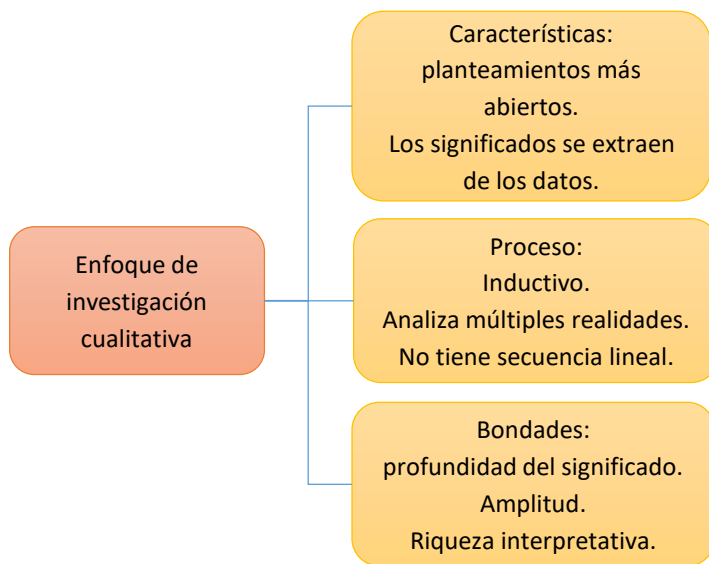 Características:
planteamientos más
abiertos.
Los significados se extraen
de los datos.
Enfoque de
investigación
cualitativa
Proceso:
Inductivo.
Analiza múltiples realidades.
No tiene secuencia lineal.
Bondades:
profundidad del significado.
Amplitud.
Riqueza interpretativa.